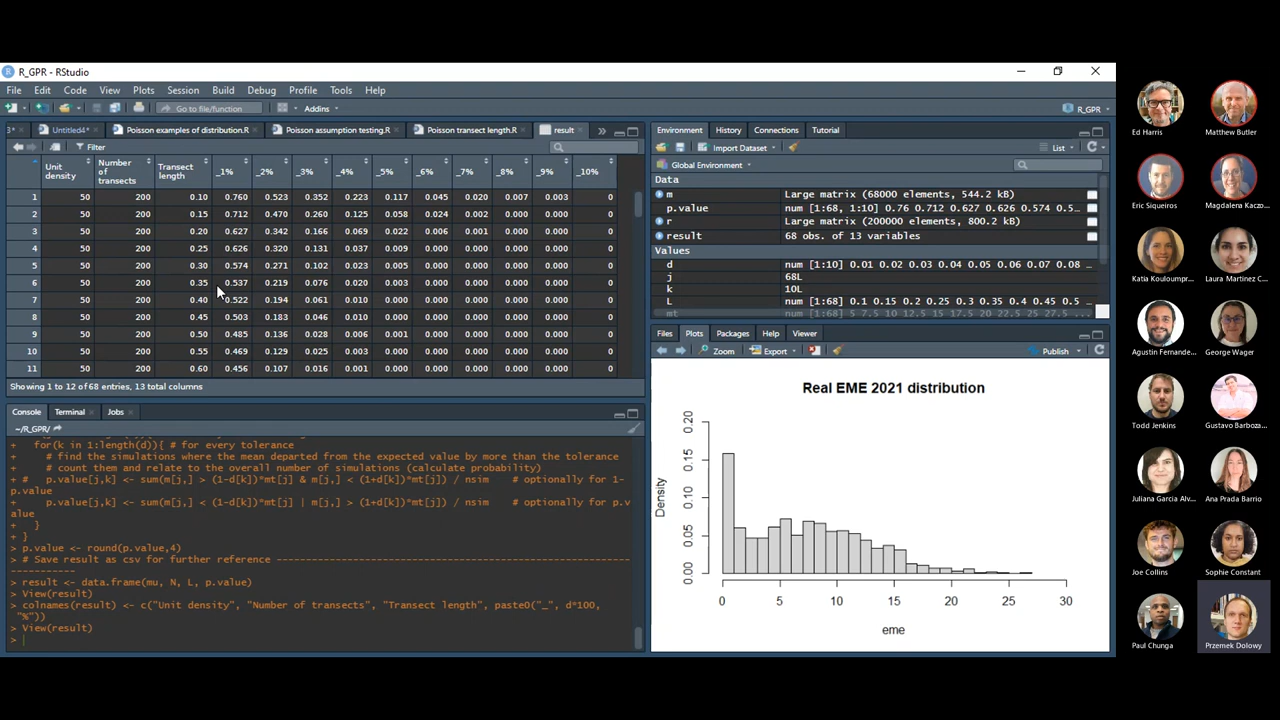 R_GPR - RStudio
File Edit Code View Plots Session Build Debug Profile Tools Help
Go to file/function Addins R_GPR
Untitled4* Poisson examples of distribution.R Poisson assumption testing.R Poisson transect length.R result
Filter
Unit density Number of transects Transect length _1% _2% _3% _4% _5% _6% _7% _8% _9% _10%
1 50 200 0.10 0.760 0.523 0.352 0.223 0.117 0.045 0.020 0.007 0.003 0
2 50 200 0.15 0.712 0.470 0.260 0.125 0.058 0.024 0.002 0.000 0.000 0
3 50 200 0.20 0.627 0.342 0.166 0.069 0.022 0.006 0.001 0.000 0.000 0
4 50 200 0.25 0.626 0.320 0.131 0.037 0.009 0.000 0.000 0.000 0.000 0
5 50 200 0.30 0.574 0.271 0.102 0.023 0.005 0.000 0.000 0.000 0.000 0
6 50 200 0.35 0.537 0.219 0.076 0.020 0.003 0.000 0.000 0.000 0.000 0
7 50 200 0.40 0.522 0.194 0.061 0.010 0.000 0.000 0.000 0.000 0.000 0
8 50 200 0.45 0.503 0.183 0.046 0.010 0.000 0.000 0.000 0.000 0.000 0
9 50 200 0.50 0.485 0.136 0.028 0.006 0.001 0.000 0.000 0.000 0.000 0
10 50 200 0.55 0.469 0.129 0.025 0.003 0.000 0.000 0.000 0.000 0.000 0
11 50 200 0.60 0.456 0.107 0.016 0.001 0.000 0.000 0.000 0.000 0.000 0
Showing 1 to 12 of 68 entries, 13 total columns
Console Terminal Jobs
~/R_GPR/
+ for(k in 1:length(d)){ # for every tolerance
+ # find the simulations where the mean departed from the expected value by more than the tolerance
+ # count them and relate to the overall number of simulations (calculate probability)
+ # p.value[j,k] <- sum(m[j,] > (1-d[k])*mt[j] & m[j,] < (1+d[k])*mt[j]) / nsim # optionally for 1-
p.value
+ p.value[j,k] <- sum(m[j,] < (1-d[k])*mt[j] | m[j,] > (1+d[k])*mt[j]) / nsim # optionally for p.v
alue
+ }
+ }
> p.value <- round(p.value,4)
> # Save result as csv for further reference ----------------------------------------------------
-----------
> result <- data.frame(mu, N, L, p.value)
> View(result)
> colnames(result) <- c("Unit density", "Number of transects", "Transect length", paste0("_", d*100,
"%"))
> View(result)
>
Environment History Connections Tutorial
Import Dataset List
Global Environment
Data
m Large matrix (68000 elements, 544.2 kB)
p.value num [1:68, 1:10] 0.76 0.712 0.627 0.626 0.574 0.5…
r Large matrix (200000 elements, 800.2 kB)
result 68 obs. of 13 variables
Values
d num [1:10] 0.01 0.02 0.03 0.04 0.05 0.06 0.07 0.08 …
j 68L
k 10L
L num [1:68] 0.1 0.15 0.2 0.25 0.3 0.35 0.4 0.45 0.5 …
mt num [1:68] 5 7.5 10 12.5 15 17.5 20 22.5 25 27.5 …
Files Plots Packages Help Viewer
Zoom Export Publish
Real EME 2021 distribution
Density
0.20
0.15
0.10
0.05
0.00
0 5 10 15 20 25 30
eme
Ed Harris Matthew Butler
Eric Siqueiros Magdalena Kaczo...
Katia Kouloumpr... Laura Martinez C...
Agustin Fernande... George Wager
Todd Jenkins Gustavo Barboza...
Juliana Garcia Alv... Ana Prada Barrio
Joe Collins Sophie Constant
Paul Chunga Przemek Dolowy